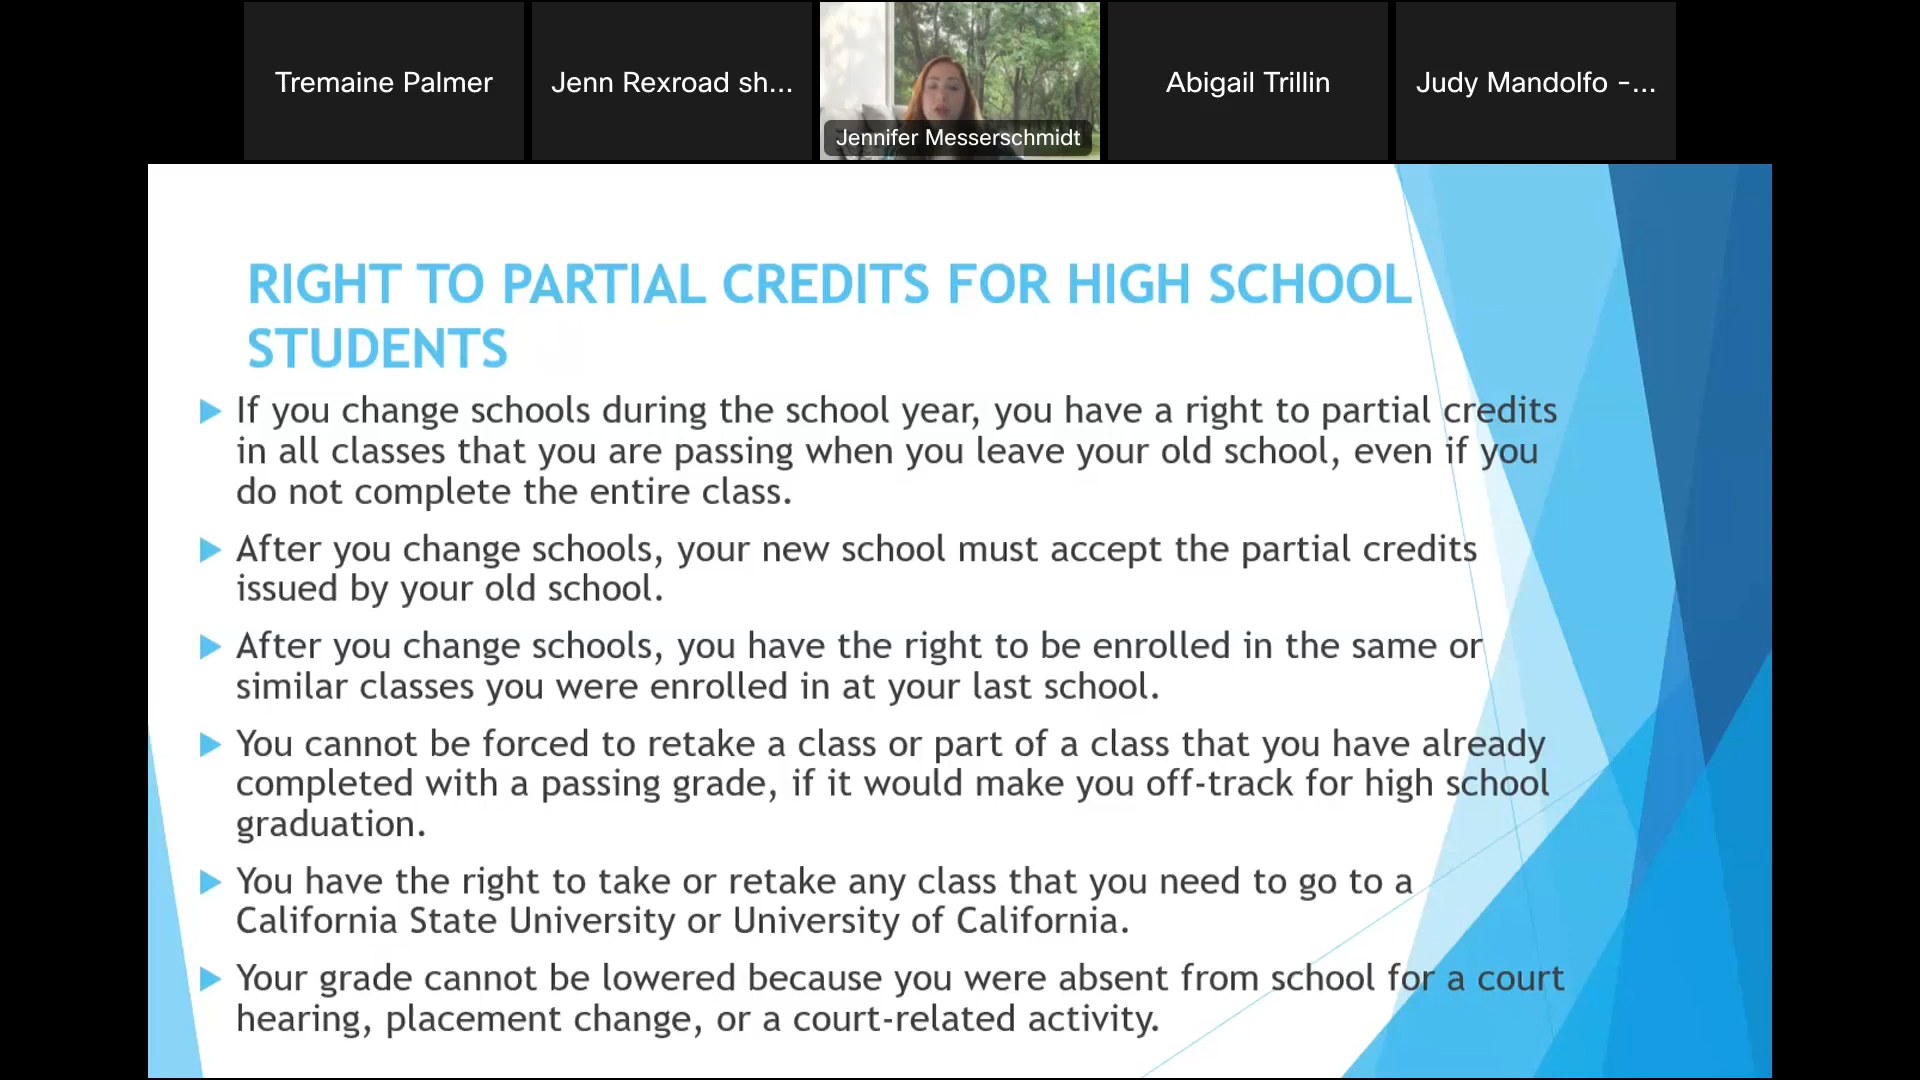 Tremaine Palmer
Jenn Rexroad sh...
Jennifer Messerschmidt
Abigail Trillin
Judy Mandolfo -...
RIGHT TO PARTIAL CREDITS FOR HIGH SCHOOL
STUDENTS
If you change schools during the school year, you have a right to partial credits
in all classes that you are passing when you leave your old school, even if you
do not complete the entire class.
After you change schools, your new school must accept the partial credits
issued by your old school.
After you change schools, you have the right to be enrolled in the same or
similar classes you were enrolled in at your last school.
You cannot be forced to retake a class or part of a class that you have already
completed with a passing grade, if it would make you off-track for high school
graduation.
You have the right to take or retake any class that you need to go to a
California State University or University of California.
Your grade cannot be lowered because you were absent from school for a court
hearing, placement change, or a court-related activity.